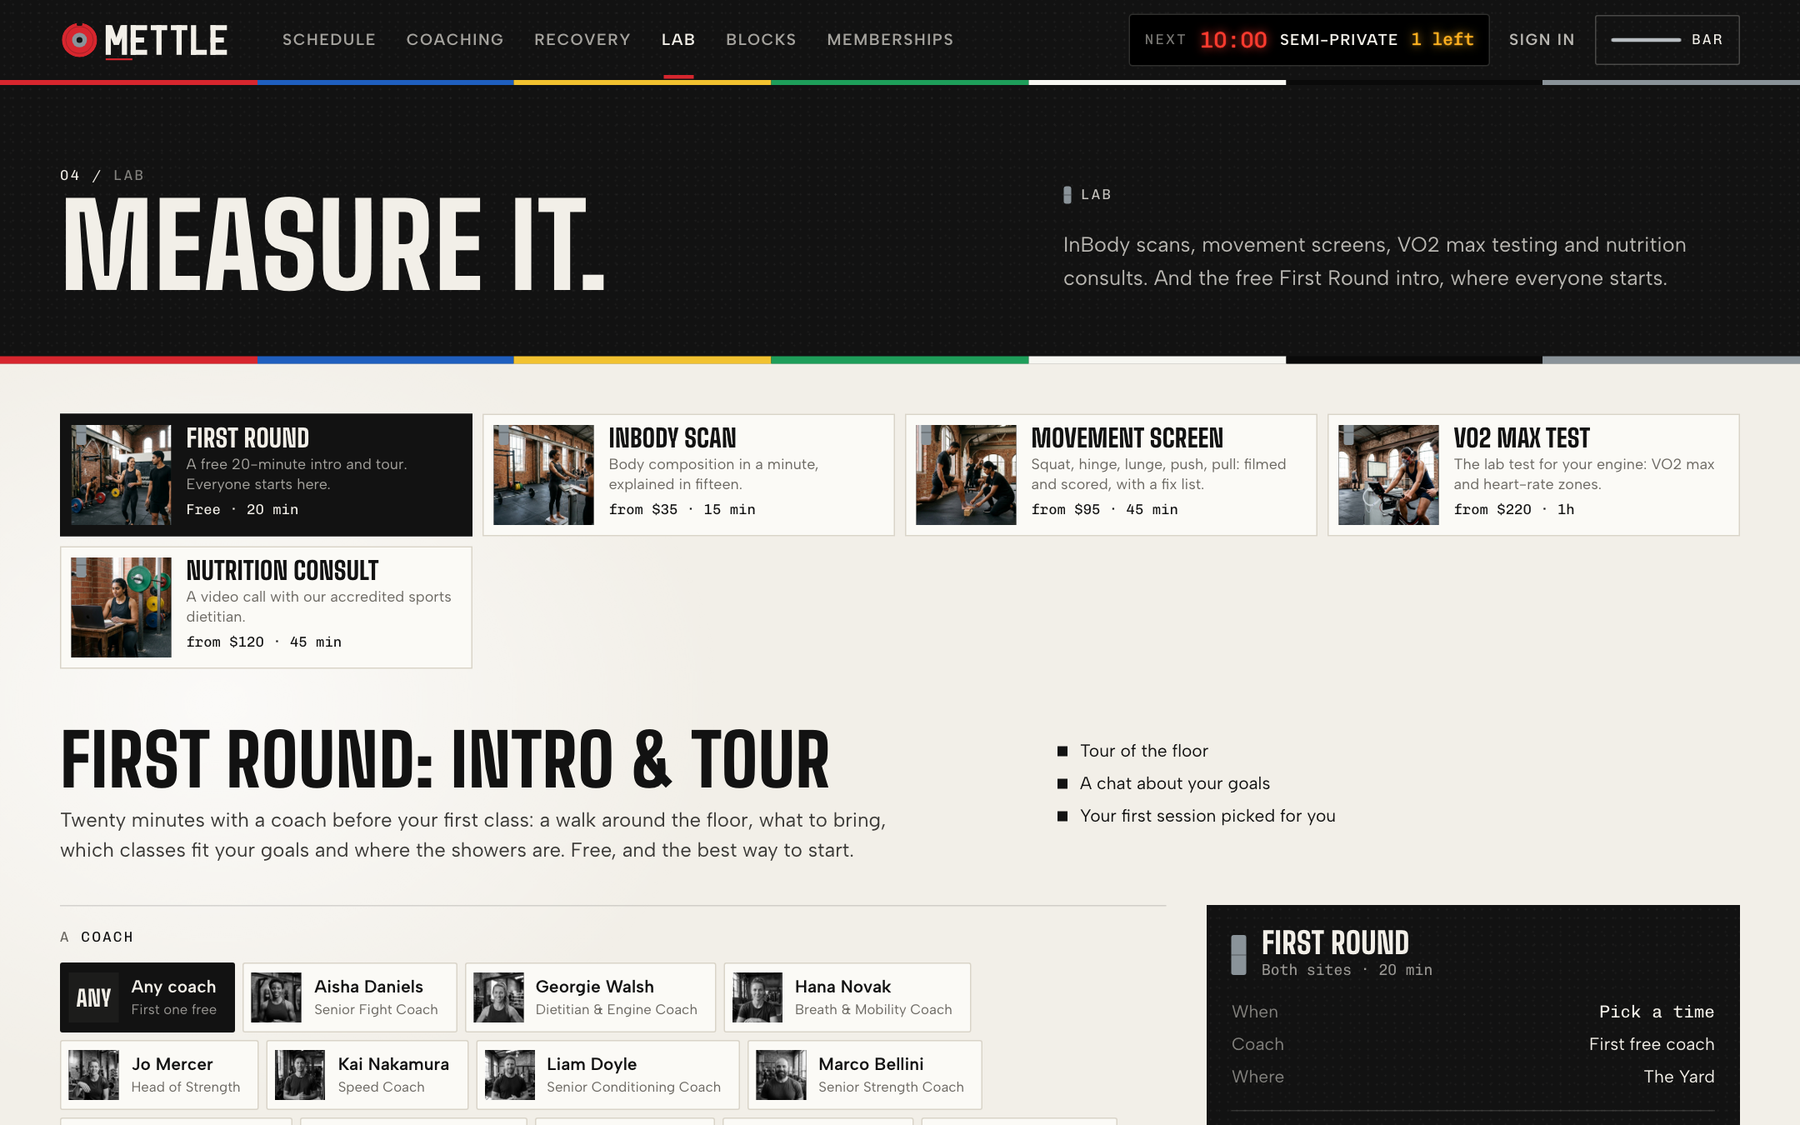 METTLE
SCHEDULE COACHING RECOVERY LAB BLOCKS MEMBERSHIPS
NEXT 10:00 SEMI-PRIVATE 1 left
SIGN IN
BAR
04 / LAB
MEASURE IT.
LAB
InBody scans, movement screens, VO2 max testing and nutrition
consults. And the free First Round intro, where everyone starts.
FIRST ROUND
A free 20-minute intro and tour.
Everyone starts here.
Free · 20 min
INBODY SCAN
Body composition in a minute,
explained in fifteen.
from $35 · 15 min
MOVEMENT SCREEN
Squat, hinge, lunge, push, pull: filmed
and scored, with a fix list.
from $95 · 45 min
VO2 MAX TEST
The lab test for your engine: VO2 max
and heart-rate zones.
from $220 · 1h
NUTRITION CONSULT
A video call with our accredited sports
dietitian.
from $120 · 45 min
FIRST ROUND: INTRO & TOUR
Twenty minutes with a coach before your first class: a walk around the floor, what to bring,
which classes fit your goals and where the showers are. Free, and the best way to start.
Tour of the floor
A chat about your goals
Your first session picked for you
A COACH
ANY
Any coach
First one free
Aisha Daniels
Senior Fight Coach
Georgie Walsh
Dietitian & Engine Coach
Hana Novak
Breath & Mobility Coach
Jo Mercer
Head of Strength
Kai Nakamura
Speed Coach
Liam Doyle
Senior Conditioning Coach
Marco Bellini
Senior Strength Coach
FIRST ROUND
Both sites · 20 min
When Pick a time
Coach First free coach
Where The Yard